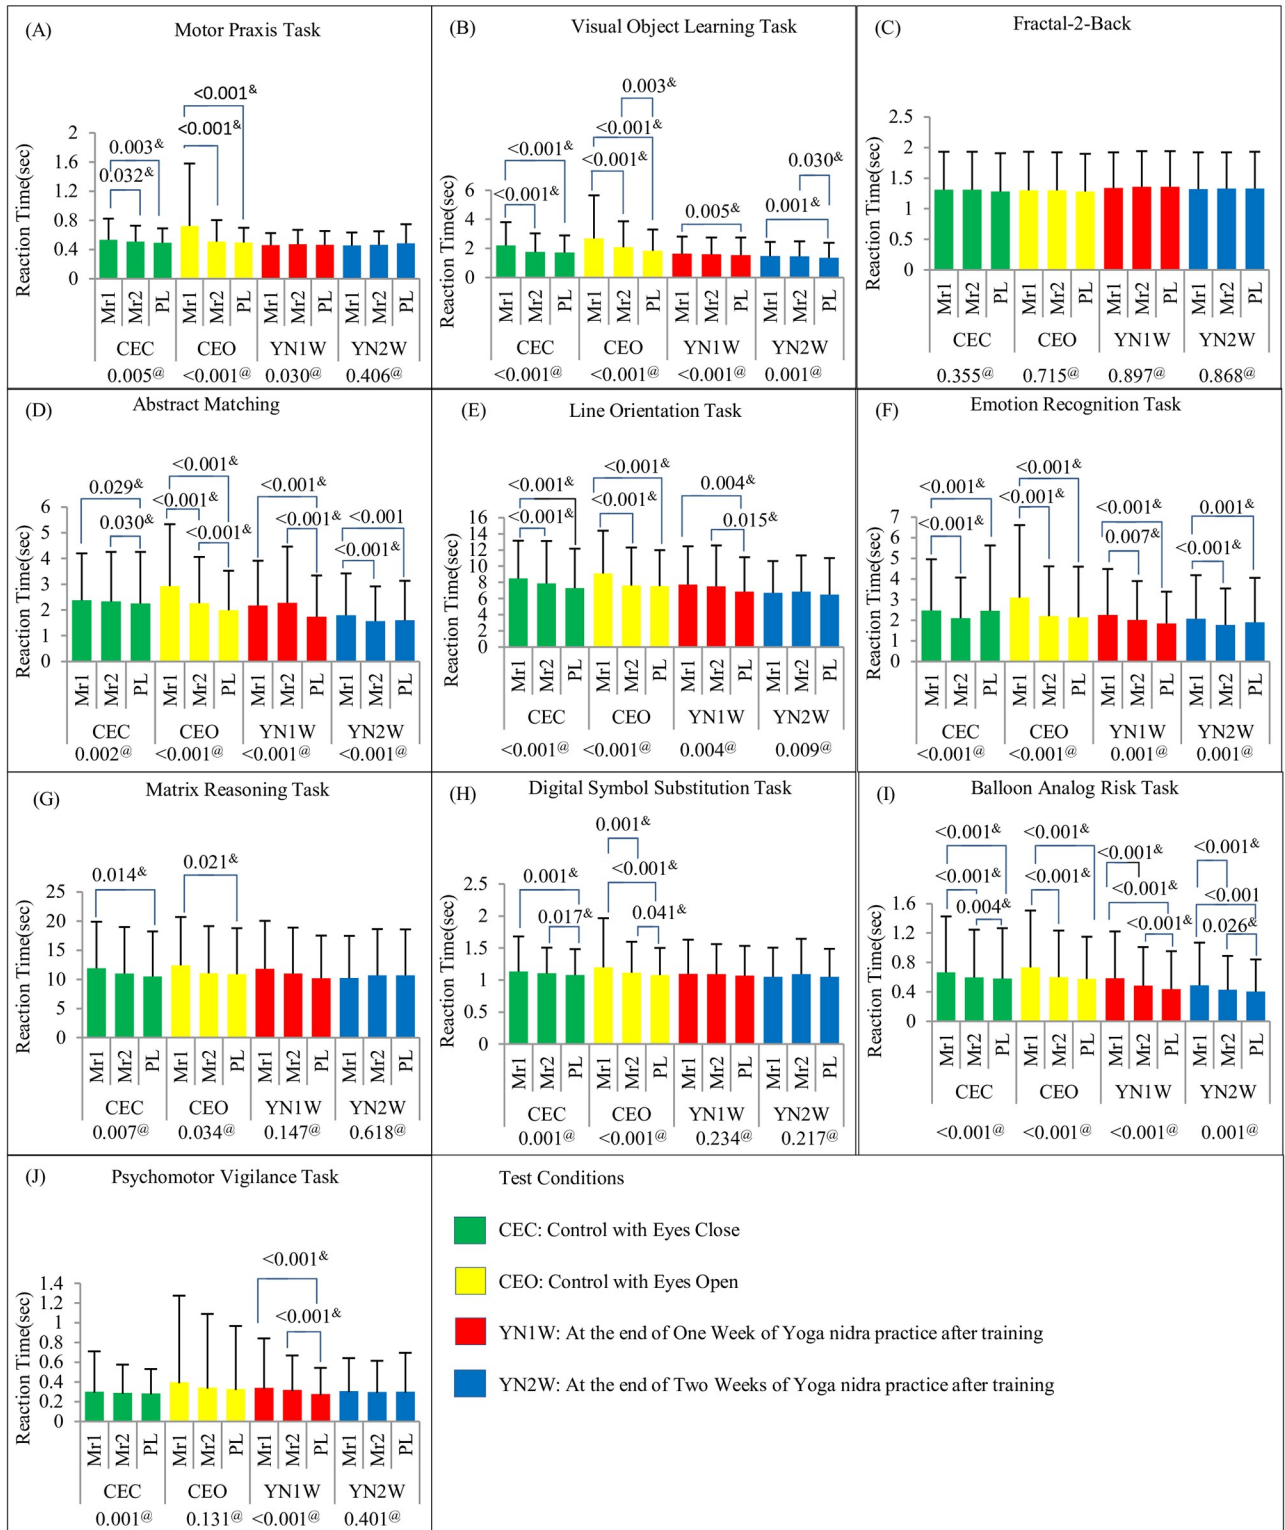 (A) Motor Praxis Task
<0.001&
<0.001&
0.003&
0.032&
Reaction Time(sec)
2
1.6
1.2
0.8
0.4
0
Mr1 Mr2 PL Mr1 Mr2 PL Mr1 Mr2 PL Mr1 Mr2 PL
CEC CEO YN1W YN2W
0.005@ <0.001@ 0.030@ 0.406@
(B) Visual Object Learning Task
0.003&
<0.001&
<0.001& <0.001& 0.030&
<0.001& 0.005& 0.001&
Reaction Time(sec)
6
4
2
0
Mr1 Mr2 PL Mr1 Mr2 PL Mr1 Mr2 PL Mr1 Mr2 PL
CEC CEO YN1W YN2W
<0.001@ <0.001@ <0.001@ 0.001@
(C) Fractal-2-Back
Reaction Time(sec)
2.5
2
1.5
1
0.5
0
Mr1 Mr2 PL Mr1 Mr2 PL Mr1 Mr2 PL Mr1 Mr2 PL
CEC CEO YN1W YN2W
0.355@ 0.715@ 0.897@ 0.868@
(D) Abstract Matching
<0.001&
0.029& <0.001& <0.001&
0.030& <0.001& <0.001& <0.001
<0.001&
Reaction Time(sec)
6
5
4
3
2
1
0
Mr1 Mr2 PL Mr1 Mr2 PL Mr1 Mr2 PL Mr1 Mr2 PL
CEC CEO YN1W YN2W
0.002@ <0.001@ <0.001@ <0.001@
(E) Line Orientation Task
<0.001&
<0.001& <0.001& 0.004&
<0.001& 0.015&
Reaction Time(sec)
16
14
12
10
8
6
4
2
0
Mr1 Mr2 PL Mr1 Mr2 PL Mr1 Mr2 PL Mr1 Mr2 PL
CEC CEO YN1W YN2W
<0.001@ <0.001@ 0.004@ 0.009@
(F) Emotion Recognition Task
<0.001&
<0.001& <0.001& <0.001& <0.001&
<0.001& 0.007& <0.001&
Reaction Time(sec)
7
6
5
4
3
2
1
0
Mr1 Mr2 PL Mr1 Mr2 PL Mr1 Mr2 PL Mr1 Mr2 PL
CEC CEO YN1W YN2W
<0.001@ <0.001@ 0.001@ 0.001@
(G) Matrix Reasoning Task
0.014& 0.021&
Reaction Time(sec)
25
20
15
10
5
0
Mr1 Mr2 PL Mr1 Mr2 PL Mr1 Mr2 PL Mr1 Mr2 PL
CEC CEO YN1W YN2W
0.007@ 0.034@ 0.147@ 0.618@
(H) Digital Symbol Substitution Task
0.001&
0.001& <0.001&
0.017& 0.041&
Reaction Time(sec)
2.5
2
1.5
1
0.5
0
Mr1 Mr2 PL Mr1 Mr2 PL Mr1 Mr2 PL Mr1 Mr2 PL
CEC CEO YN1W YN2W
0.001@ <0.001@ 0.234@ 0.217@
(I) Balloon Analog Risk Task
<0.001& <0.001& <0.001& <0.001&
<0.001& <0.001& <0.001& <0.001
0.004& <0.001& 0.026&
Reaction Time(sec)
1.6
1.2
0.8
0.4
0
Mr1 Mr2 PL Mr1 Mr2 PL Mr1 Mr2 PL Mr1 Mr2 PL
CEC CEO YN1W YN2W
<0.001@ <0.001@ <0.001@ 0.001@
(J) Psychomotor Vigilance Task
<0.001&
<0.001&
Reaction Time(sec)
1.4
1.2
1
0.8
0.6
0.4
0.2
0
Mr1 Mr2 PL Mr1 Mr2 PL Mr1 Mr2 PL Mr1 Mr2 PL
CEC CEO YN1W YN2W
0.001@ 0.131@ <0.001@ 0.401@
Test Conditions
CEC: Control with Eyes Close
CEO: Control with Eyes Open
YN1W: At the end of One Week of Yoga nidra practice after training
YN2W: At the end of Two Weeks of Yoga nidra practice after training